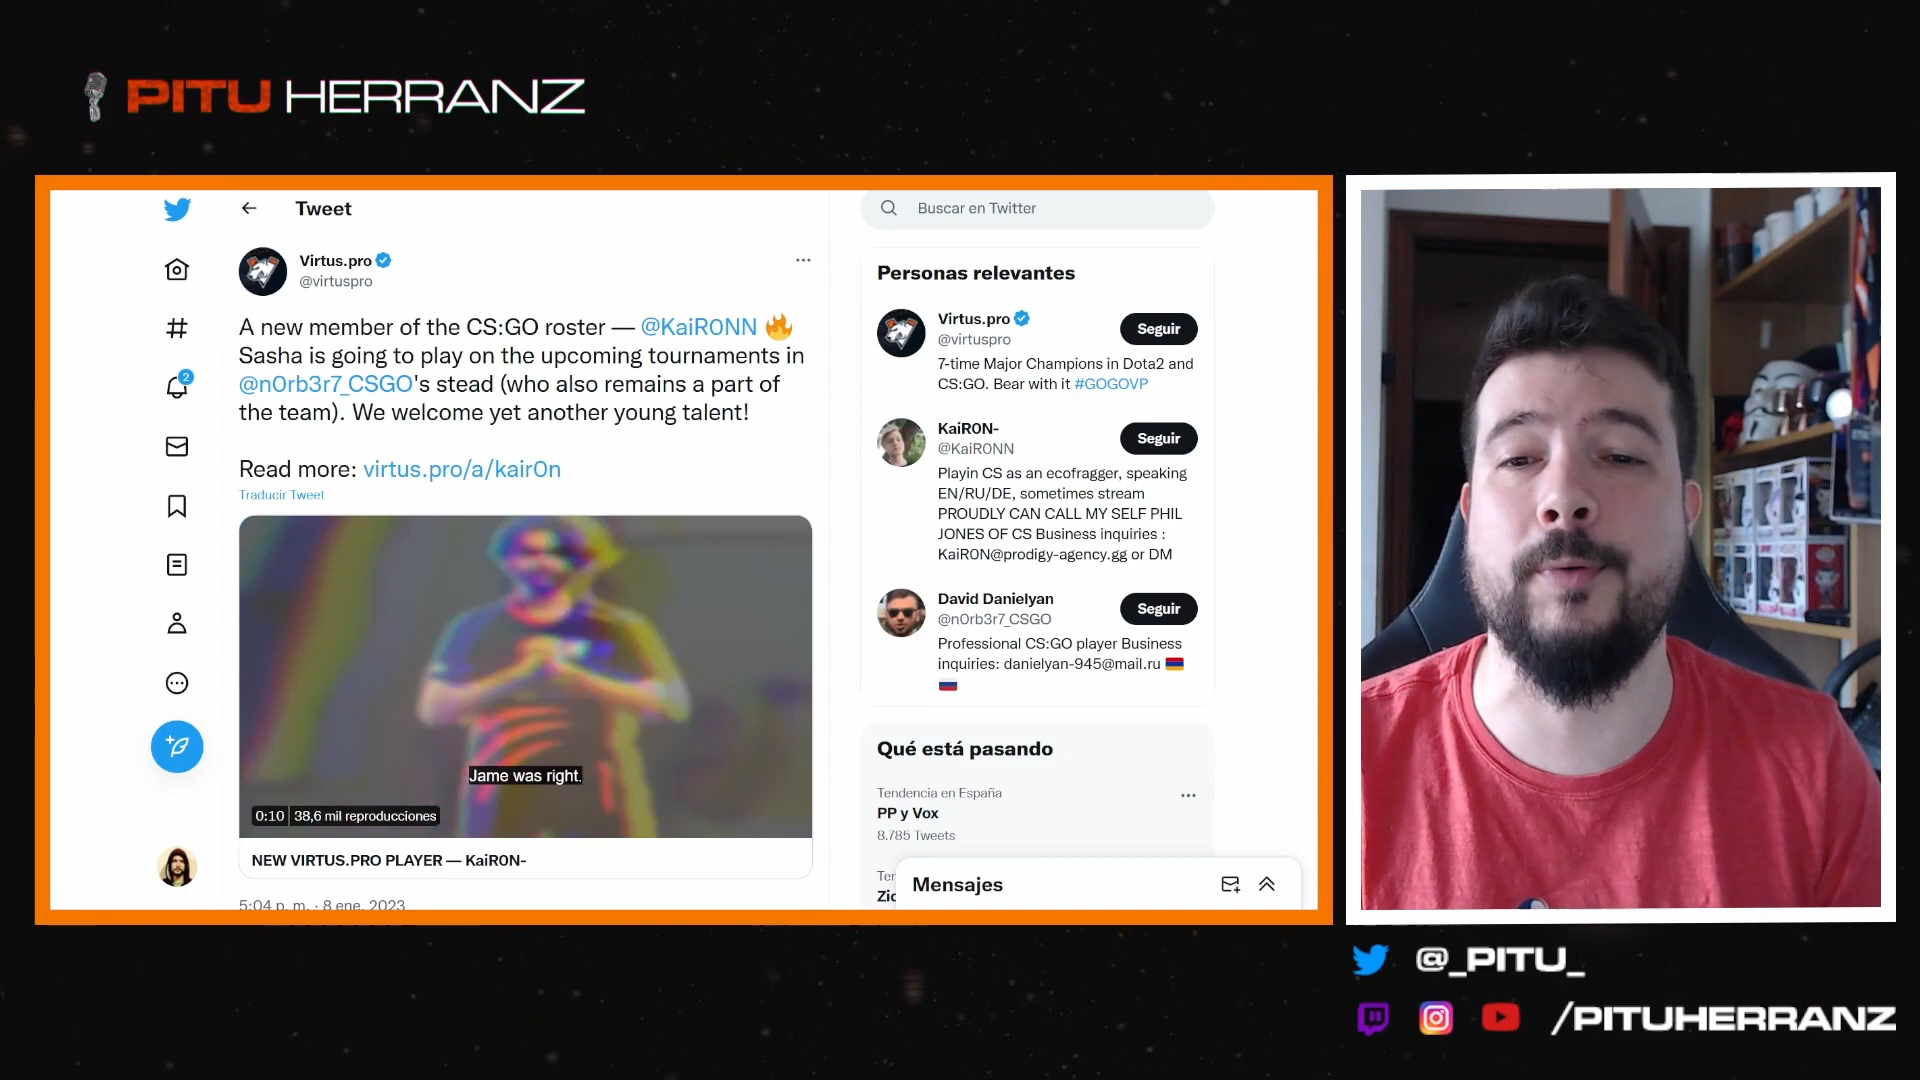 PITU HERRANZ
Tweet
Virtus.pro
@virtuspro
A new member of the CS:GO roster — @KaiR0NN 🔥
Sasha is going to play on the upcoming tournaments in
@n0rb3r7_CSGO's stead (who also remains a part of
the team). We welcome yet another young talent!
Read more: virtus.pro/a/kair0n
Traducir Tweet
Jame was right.
0:10 38,6 mil reproducciones
NEW VIRTUS.PRO PLAYER — KaiR0N-
5:04 p. m. · 8 ene. 2023
2
Buscar en Twitter
Personas relevantes
Virtus.pro
@virtuspro
Seguir
7-time Major Champions in Dota2 and
CS:GO. Bear with it #GOGOVP
KaiR0N-
@KaiR0NN
Seguir
Playin CS as an ecofragger, speaking
EN/RU/DE, sometimes stream
PROUDLY CAN CALL MY SELF PHIL
JONES OF CS Business inquiries :
KaiR0N@prodigy-agency.gg or DM
David Danielyan
@n0rb3r7_CSGO
Seguir
Professional CS:GO player Business
inquiries: danielyan-945@mail.ru 🇦🇲
🇷🇺
Qué está pasando
Tendencia en España
PP y Vox
8.785 Tweets
Ter
Zic
Mensajes
@_PITU_
/PITUHERRANZ